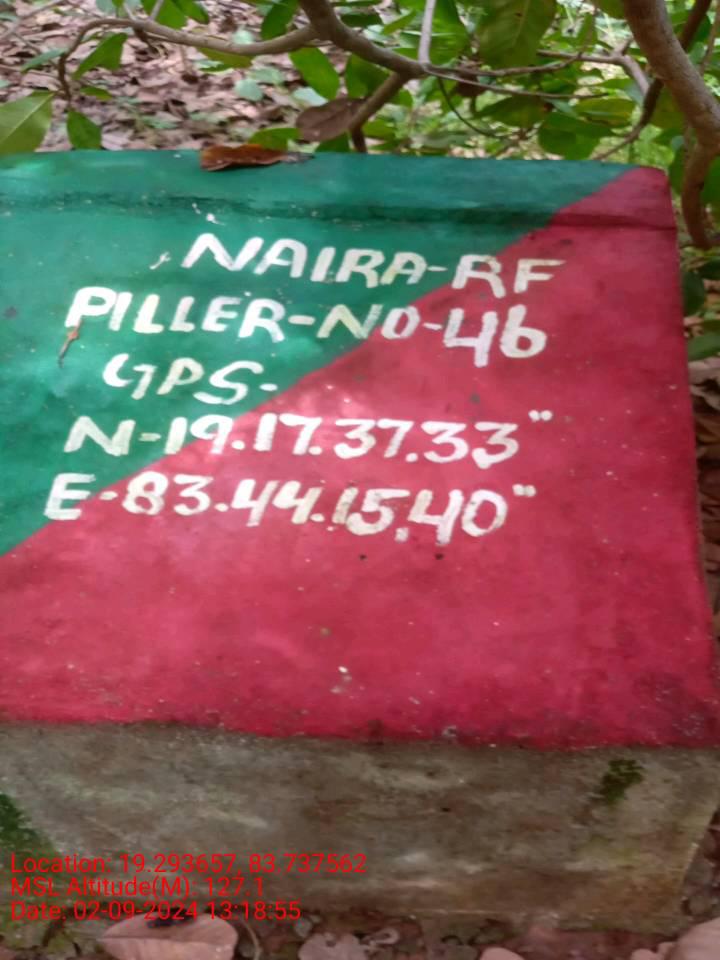 NAIRA-RF
PILLER-NO-46
GPS-
N-19.17.37.33"
E-83.44.15.40"
Location: 19.293657, 83.737562
MSL Altitude(M): 127.1
Date: 02-09-2024 13:18:55